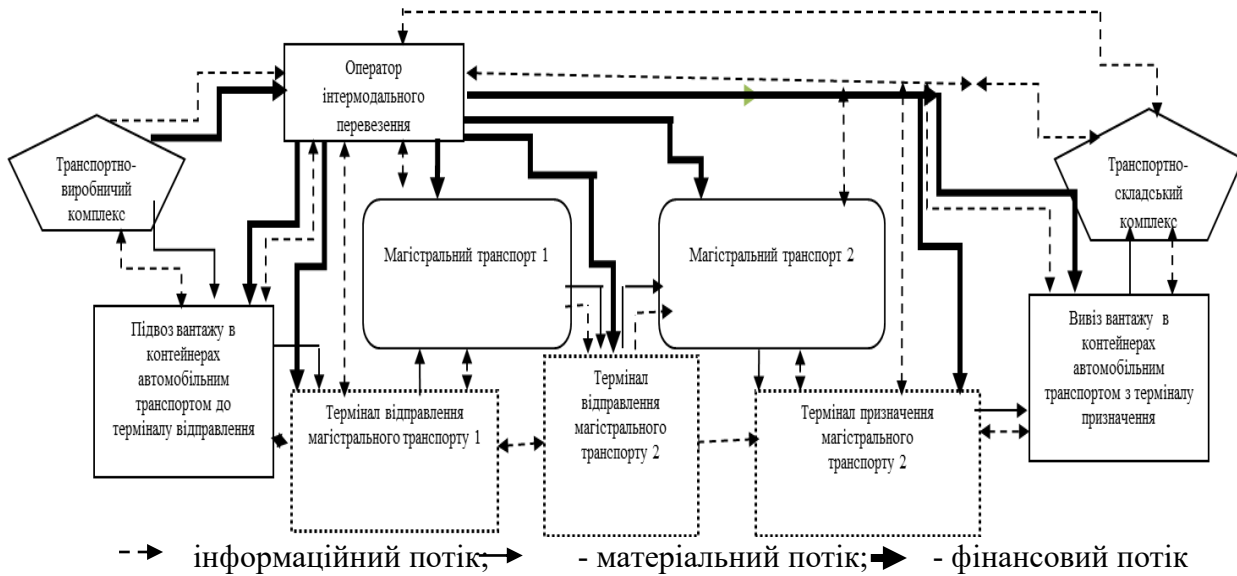 Оператор
інтермодального
перевезення
Транспортно-
виробничий
комплекс
Транспортно-
складський
комплекс
Магістральний транспорт 1
Магістральний транспорт 2
Підвоз вантажу в
контейнерах
автомобільним
транспортом до
терміналу відправлення
Термінал відправлення
магістрального транспорту 1
Термінал
відправлення
магістрального
транспорту 2
Термінал призначення
магістрального
транспорту 2
Вивіз вантажу в
контейнерах
автомобільним
транспортом з терміналу
призначення
інформаційний потік; - матеріальний потік; - фінансовий потік